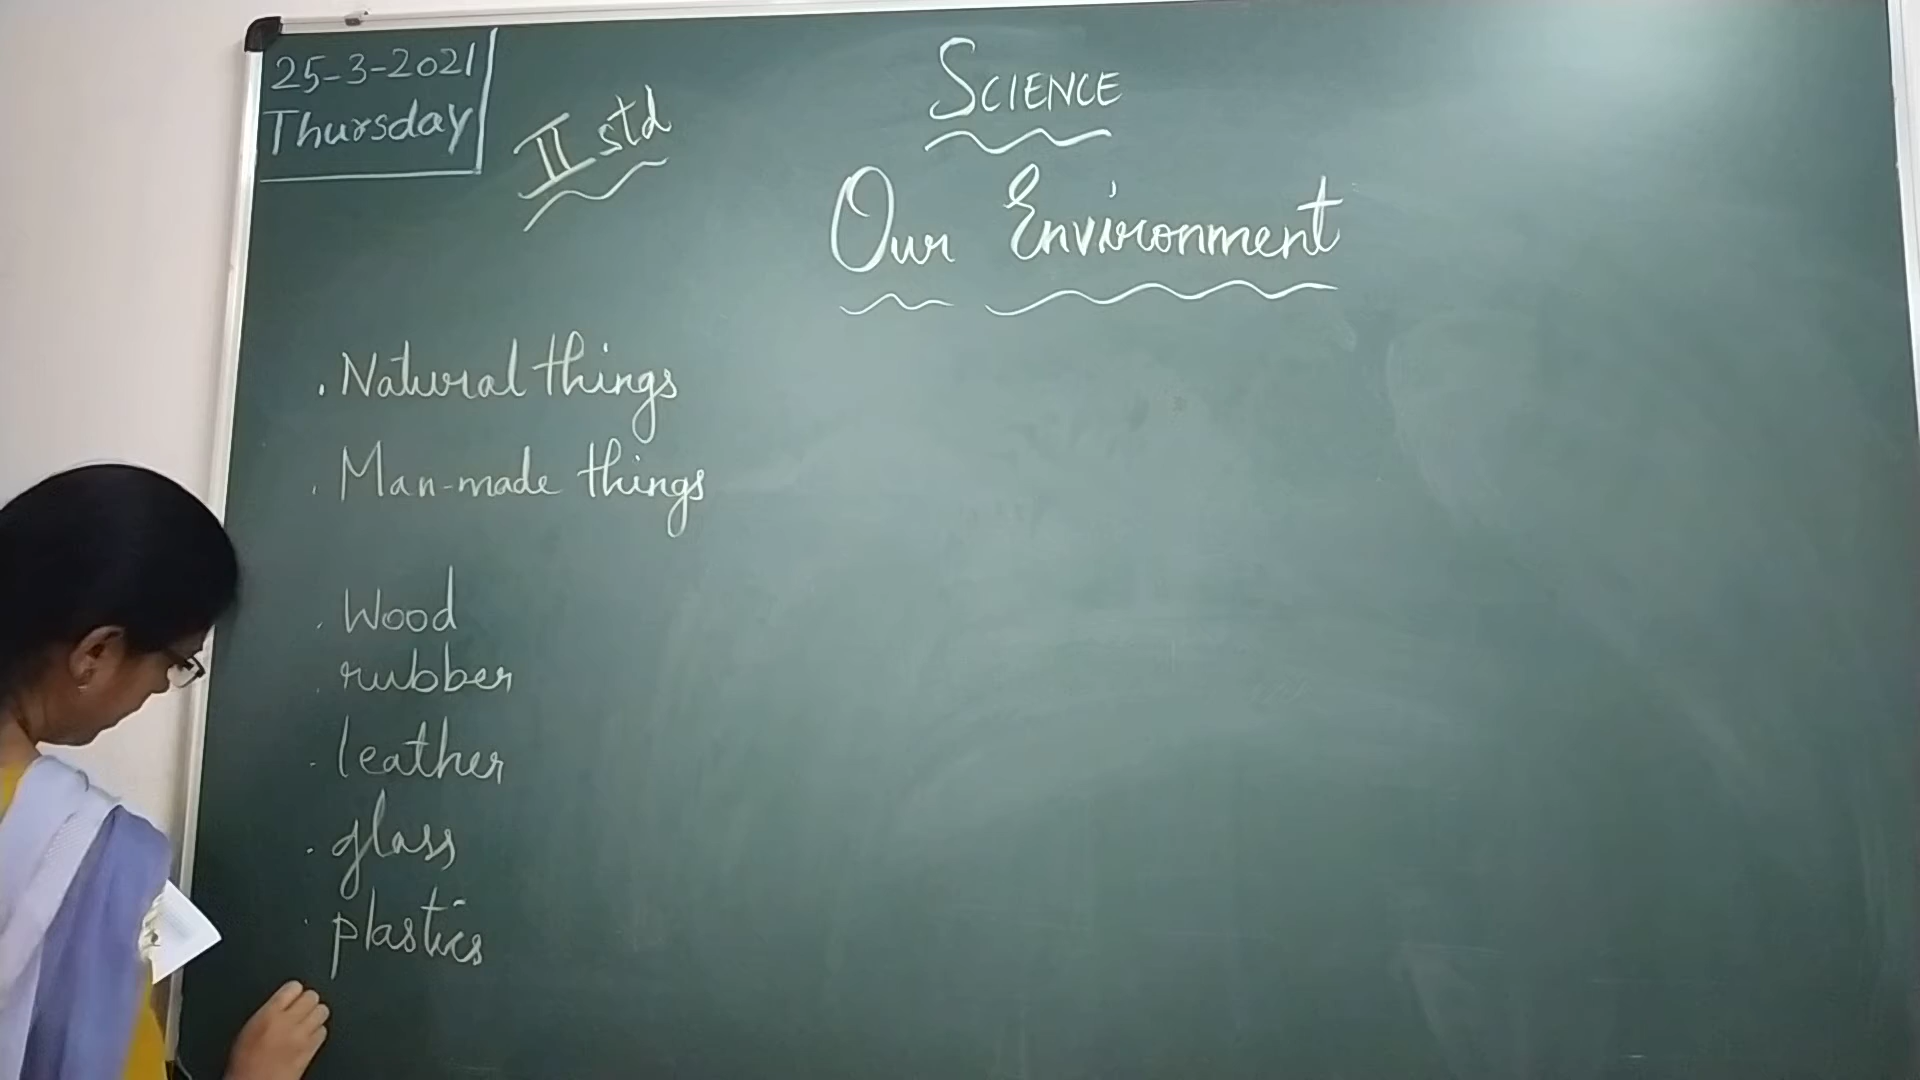 25-3-2021
Thursday
II std
SCIENCE
Our Environment
. Natural things
. Man-made things
. Wood
. rubber
. leather
. glass
. plastics